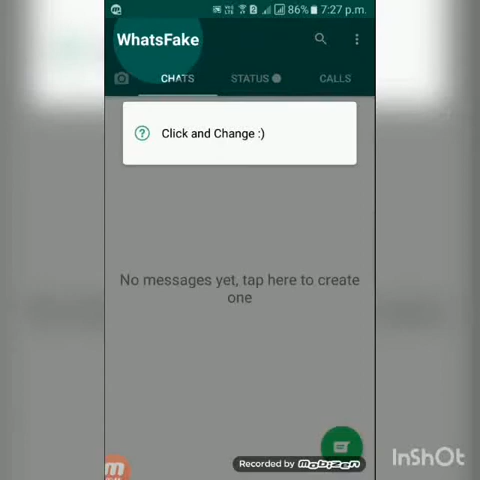 86% 7:27 p.m.
WhatsFake
CHATS STATUS CALLS
Click and Change :)
No messages yet, tap here to create
one
Recorded by mobizen
InShOt